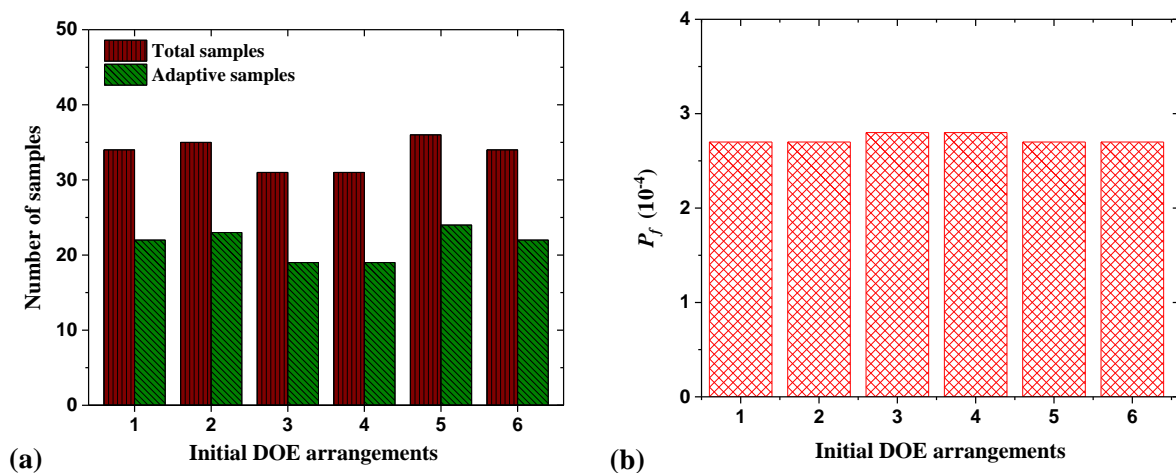 50
40
30
20
10
0
Number of samples
Total samples
Adaptive samples
1 2 3 4 5 6
Initial DOE arrangements
(a)
4
3
2
1
0
P_f (10^-4)
1 2 3 4 5 6
Initial DOE arrangements
(b)